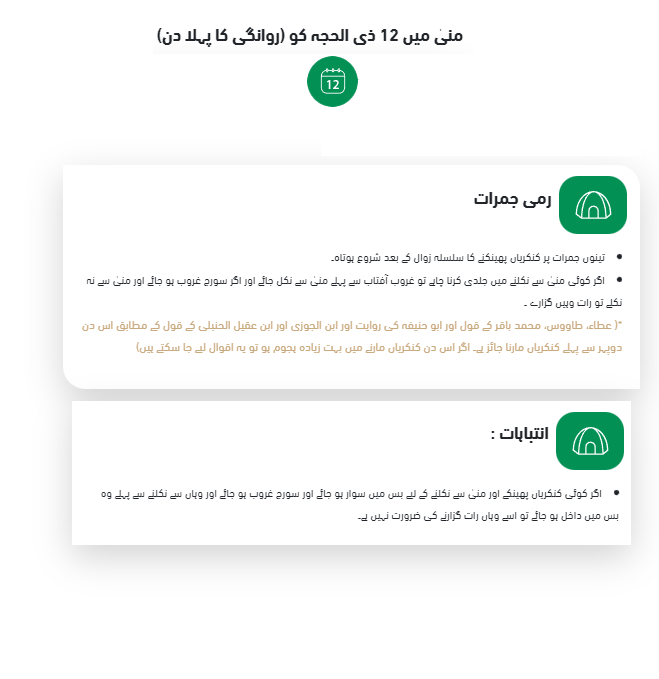 منیٰ میں 12 ذی الحجہ کو (روانگی کا پہلا دن)
12
رمی جمرات
تینوں جمرات پر کنکریاں پھینکنے کا سلسلہ زوال کے بعد شروع ہوتاہ۔
اگر کوئی منیٰ سے نکلنے میں جلدی کرنا چاہے تو غروب آفتاب سے پہلے منیٰ سے نکل جائے اور اگر سورج غروب ہو جائے اور منیٰ سے نہ
نکلے تو رات وہیں گزارے ۔
*( عطاء، طاووس، محمد باقر کے قول اور ابو حنیفہ کی روایت اور ابن الجوزی اور ابن عقیل الحنبلی کے قول کے مطابق اس دن
دوپہر سے پہلے کنکریاں مارنا جائز ہے۔ اگر اس دن کنکریاں مارنے میں بہت زیادہ ہجوم ہو تو یہ اقوال لیے جا سکتے ہیں)
انتباہات :
اگر کوئی کنکریاں پھینکے اور منیٰ سے نکلنے کے لیے بس میں سوار ہو جائے اور سورج غروب ہو جائے اور وہاں سے نکلنے سے پہلے وہ
بس میں داخل ہو جائے تو اسے وہاں رات گزارنے کی ضرورت نہیں ہے۔